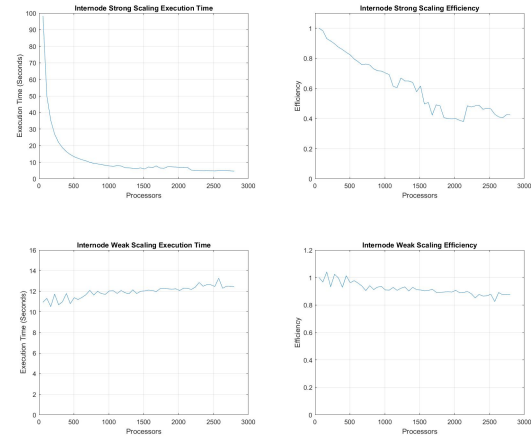 Internode Strong Scaling Execution Time
100
90
80
70
60
50
40
30
20
10
0
Execution Time (Seconds)
0 500 1000 1500 2000 2500 3000
Processors
Internode Strong Scaling Efficiency
1
0.8
0.6
0.4
0.2
0
Efficiency
0 500 1000 1500 2000 2500 3000
Processors
Internode Weak Scaling Execution Time
16
14
12
10
8
6
4
2
0
Execution Time (Seconds)
0 500 1000 1500 2000 2500 3000
Processors
Internode Weak Scaling Efficiency
1.2
1
0.8
0.6
0.4
0.2
0
Efficiency
0 500 1000 1500 2000 2500 3000
Processors